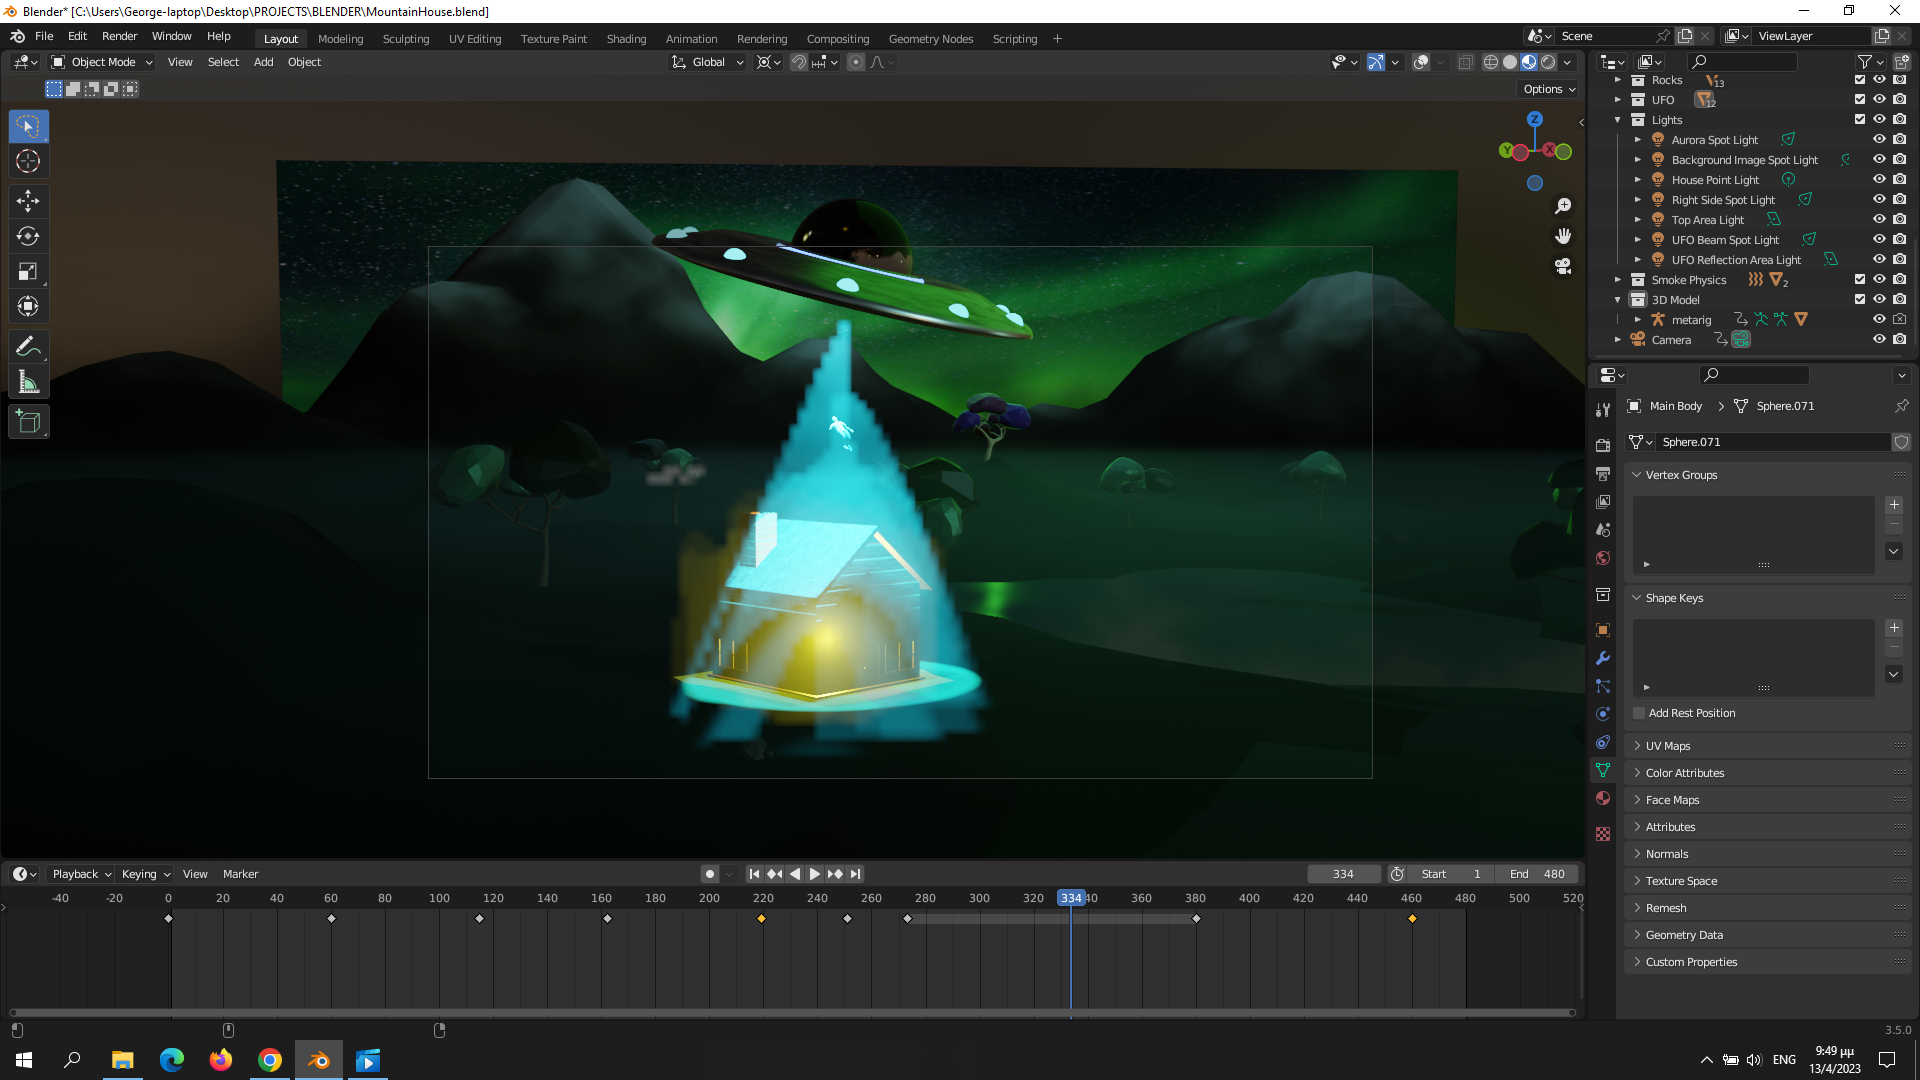 Blender* [C:\Users\George-laptop\Desktop\PROJECTS\BLENDER\MountainHouse.blend]
File Edit Render Window Help Layout Modeling Sculpting UV Editing Texture Paint Shading Animation Rendering Compositing Geometry Nodes Scripting + Scene ViewLayer
Object Mode View Select Add Object Global
Options
Z
Y
X
Rocks 13
UFO 12
Lights
Aurora Spot Light
Background Image Spot Light
House Point Light
Right Side Spot Light
Top Area Light
UFO Beam Spot Light
UFO Reflection Area Light
Smoke Physics 2
3D Model
metarig
Camera
Main Body > Sphere.071
Sphere.071
Vertex Groups
Shape Keys
Add Rest Position
UV Maps
Color Attributes
Face Maps
Attributes
Normals
Texture Space
Remesh
Geometry Data
Custom Properties
Playback Keying View Marker 334 Start 1 End 480
-40 -20 0 20 40 60 80 100 120 140 160 180 200 220 240 260 280 300 320 334 40 360 380 400 420 440 460 480 500 520
3.5.0
ENG
9:49 μμ
13/4/2023